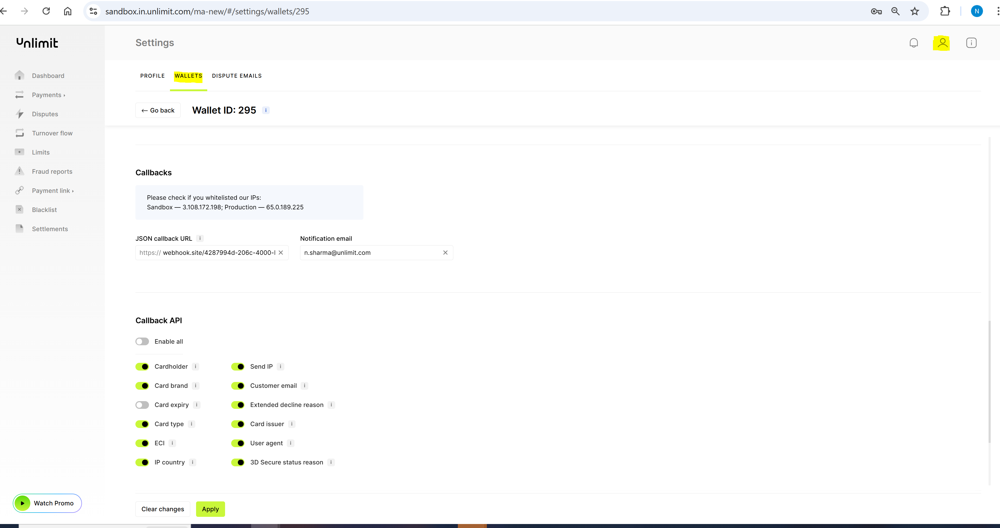 sandbox.in.unlimit.com/ma-new/#/settings/wallets/295
N
Unlimit
Settings
Dashboard
Payments
Disputes
Turnover flow
Limits
Fraud reports
Payment link
Blacklist
Settlements
Watch Promo
PROFILE WALLETS DISPUTE EMAILS
← Go back
Wallet ID: 295 i
Callbacks
Please check if you whitelisted our IPs:
Sandbox — 3.108.172.198; Production — 65.0.189.225
JSON callback URL i
https:// webhook.site/4287994d-206c-4000-
Notification email
n.sharma@unlimit.com
Callback API
Enable all
Cardholder i
Send IP i
Card brand i
Customer email i
Card expiry i
Extended decline reason i
Card type i
Card issuer i
ECI i
User agent i
IP country i
3D Secure status reason i
Clear changes
Apply